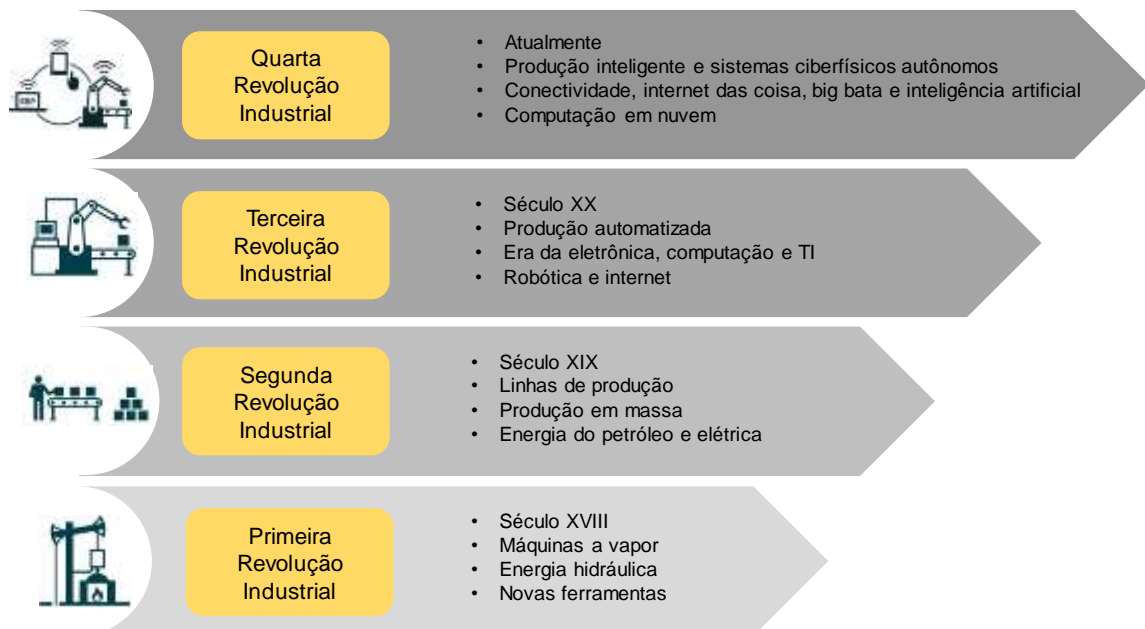 Quarta
Revolução
Industrial
• Atualmente
• Produção inteligente e sistemas ciberfísicos autônomos
• Conectividade, internet das coisa, big bata e inteligência artificial
• Computação em nuvem
Terceira
Revolução
Industrial
• Século XX
• Produção automatizada
• Era da eletrônica, computação e TI
• Robótica e internet
Segunda
Revolução
Industrial
• Século XIX
• Linhas de produção
• Produção em massa
• Energia do petróleo e elétrica
Primeira
Revolução
Industrial
• Século XVIII
• Máquinas a vapor
• Energia hidráulica
• Novas ferramentas